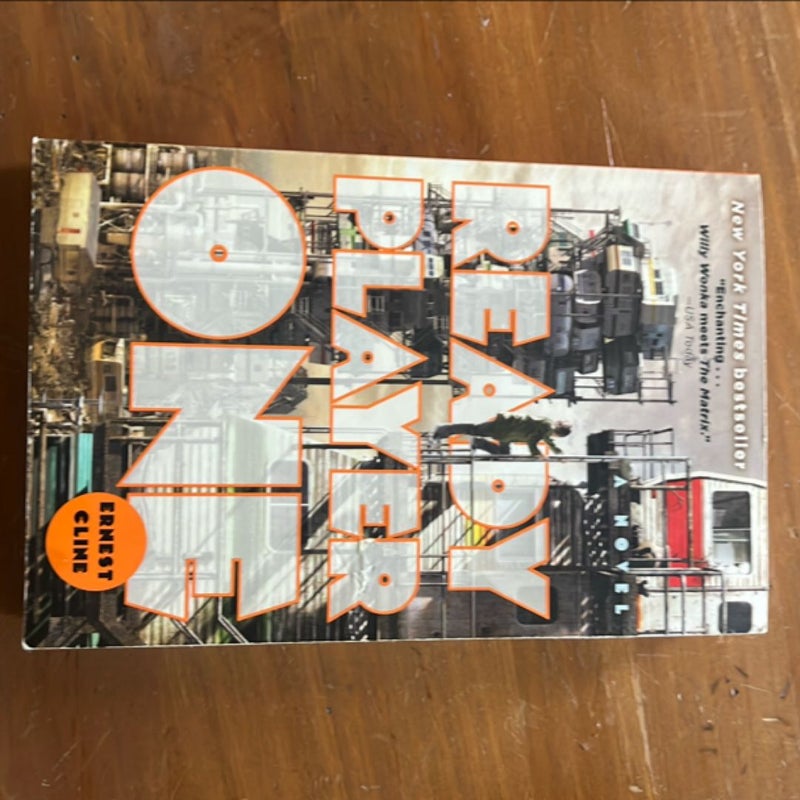 New York Times bestseller
"Enchanting . . .
Willy Wonka meets The Matrix."
—USA Today
READY
PLAYER
ONE
A NOVEL
ERNEST
CLINE